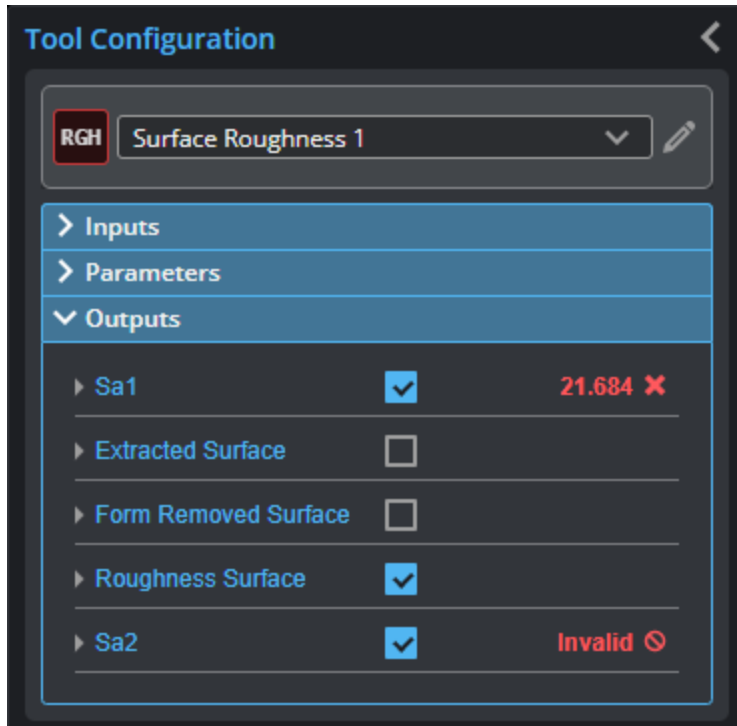 Tool Configuration
RGH Surface Roughness 1
Inputs
Parameters
Outputs
Sa1 21.684
Extracted Surface
Form Removed Surface
Roughness Surface
Sa2 Invalid